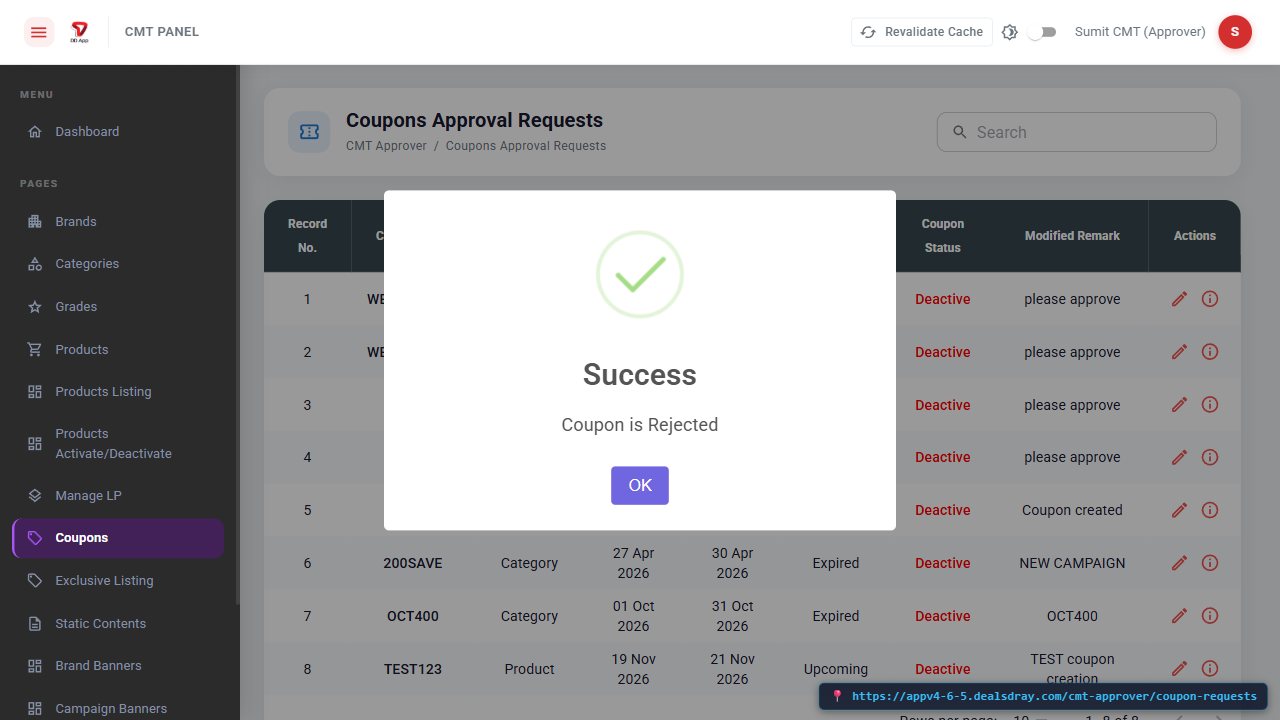 DD App
CMT PANEL
Revalidate Cache
Sumit CMT (Approver)
S
MENU
Dashboard
PAGES
Brands
Categories
Grades
Products
Products Listing
Products
Activate/Deactivate
Manage LP
Coupons
Exclusive Listing
Static Contents
Brand Banners
Campaign Banners
Coupons Approval Requests
CMT Approver / Coupons Approval Requests
Search
Record
No.
Coupon
Status
Modified Remark
Actions
1
Deactive
please approve
2
Deactive
please approve
3
Deactive
please approve
4
Deactive
please approve
5
Deactive
Coupon created
6
200SAVE
Category
27 Apr
2026
30 Apr
2026
Expired
Deactive
NEW CAMPAIGN
7
OCT400
Category
01 Oct
2026
31 Oct
2026
Expired
Deactive
OCT400
8
TEST123
Product
19 Nov
2026
21 Nov
2026
Upcoming
Deactive
TEST coupon
creation
Success
Coupon is Rejected
OK
https://appv4-6-5.dealsdray.com/cmt-approver/coupon-requests